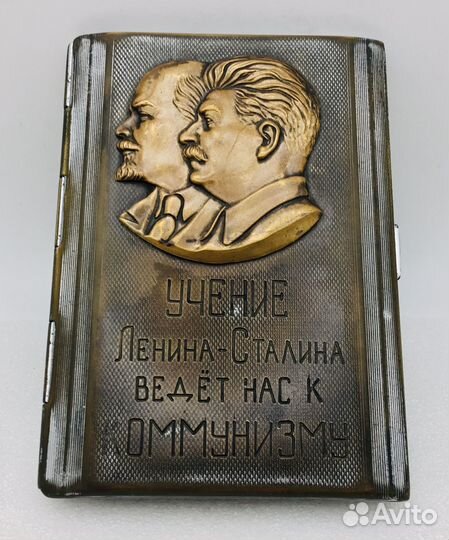 УЧЕНИЕ
ЛЕНИНА-СТАЛИНА
ВЕДЁТ НАС К
КОММУНИЗМУ
Avito